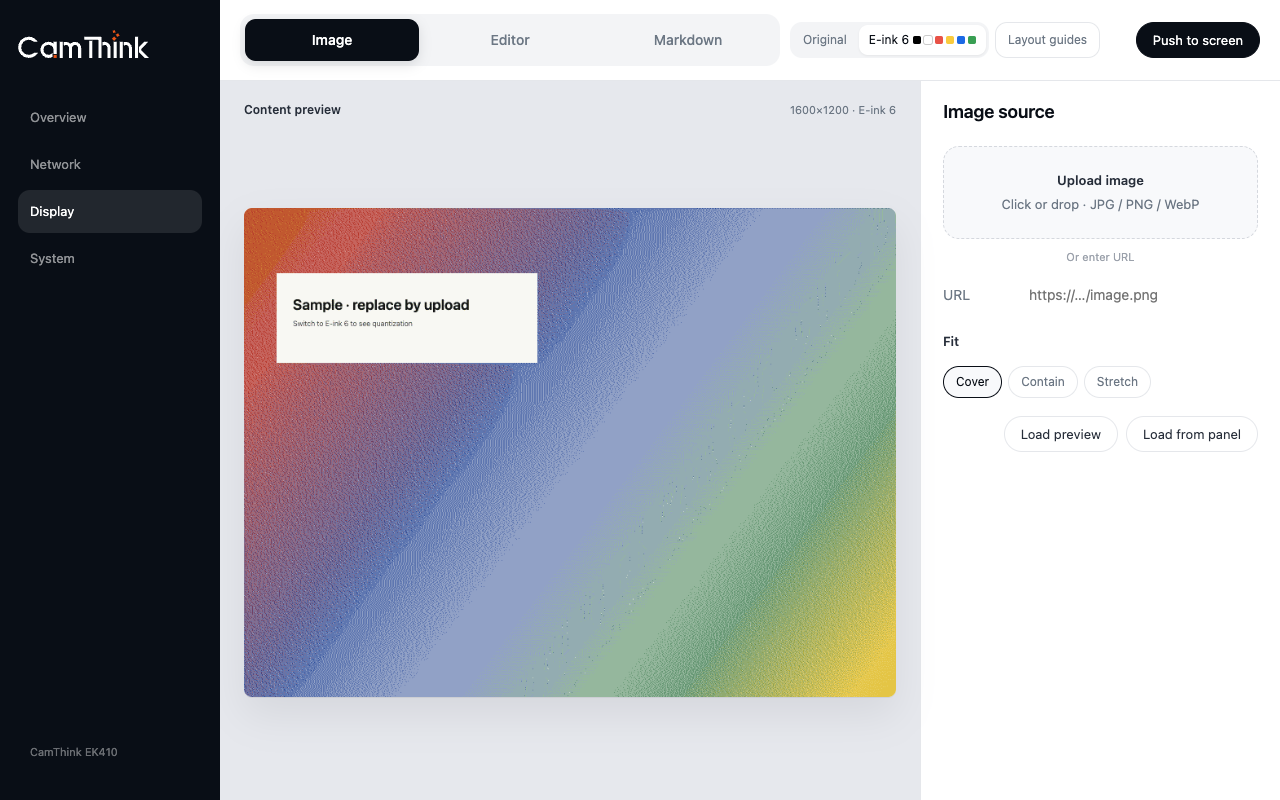 CamThink
Overview
Network
Display
System
CamThink EK410
Image
Editor
Markdown
Original
E-ink 6
Layout guides
Push to screen
Content preview
1600×1200 · E-ink 6
Sample · replace by upload
Switch to E-ink 6 to see quantization
Image source
Upload image
Click or drop · JPG / PNG / WebP
Or enter URL
URL
https://.../image.png
Fit
Cover
Contain
Stretch
Load preview
Load from panel